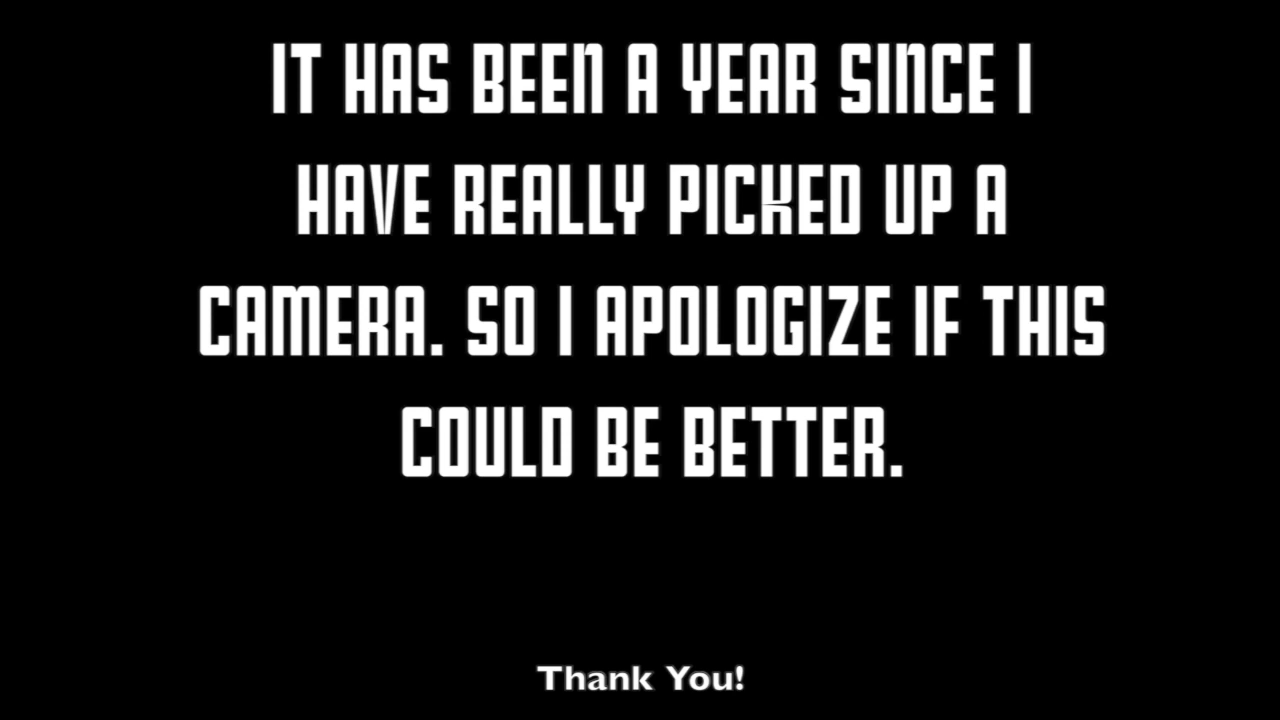 IT HAS BEEN A YEAR SINCE I
HAVE REALLY PICKED UP A
CAMERA. SO I APOLOGIZE IF THIS
COULD BE BETTER.
Thank You!